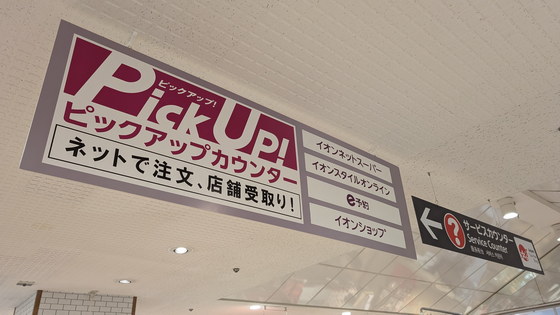 ピックアップ!
Pick Up!
ピックアップカウンター
ネットで注文、店舗受取り!
イオンネットスーパー
イオンスタイルオンライン
e予約
イオンショップ
サービスカウンター
Service Counter